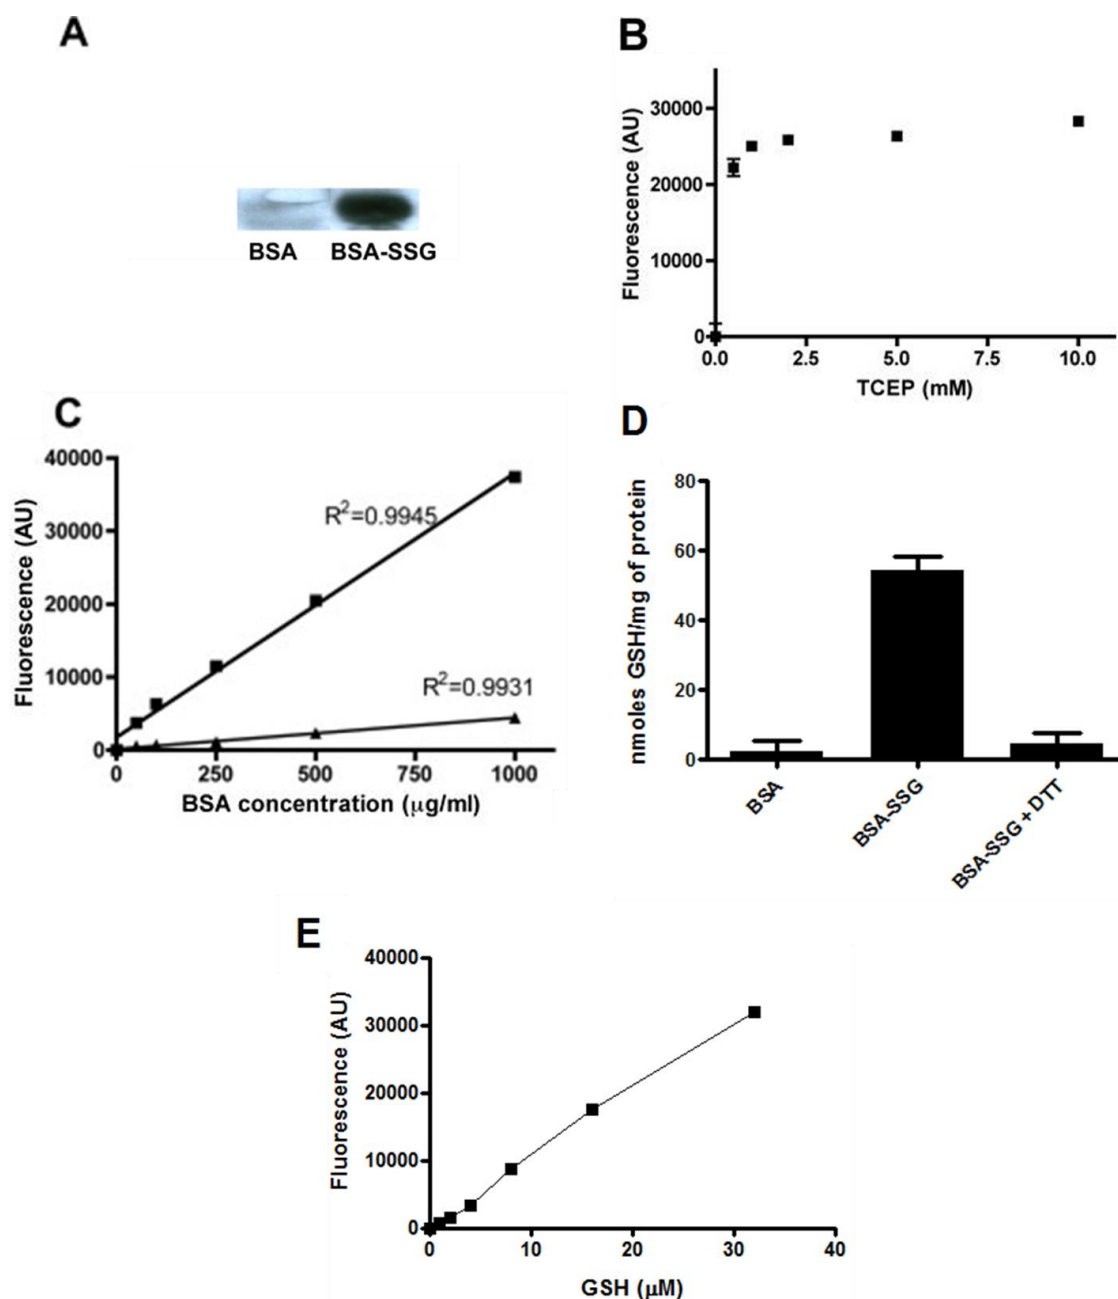 A
BSA BSA-SSG
B
Fluorescence (AU)
30000
20000
10000
0
0.0 2.5 5.0 7.5 10.0
TCEP (mM)
C
Fluorescence (AU)
40000
30000
20000
10000
0
R²=0.9945
R²=0.9931
0 250 500 750 1000
BSA concentration (µg/ml)
D
nmoles GSH/mg of protein
80
60
40
20
0
BSA
BSA-SSG
BSA-SSG + DTT
E
Fluorescence (AU)
40000
30000
20000
10000
0
0 10 20 30 40
GSH (µM)